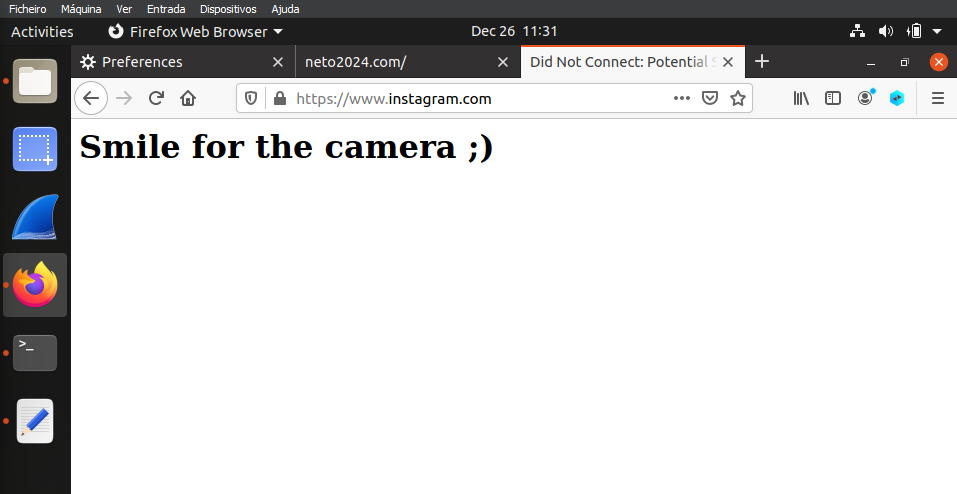 Ficheiro Máquina Ver Entrada Dispositivos Ajuda
Activities Firefox Web Browser Dec 26 11:31
Preferences neto2024.com/ Did Not Connect: Potential S
https://www.instagram.com
Smile for the camera ;)
>_